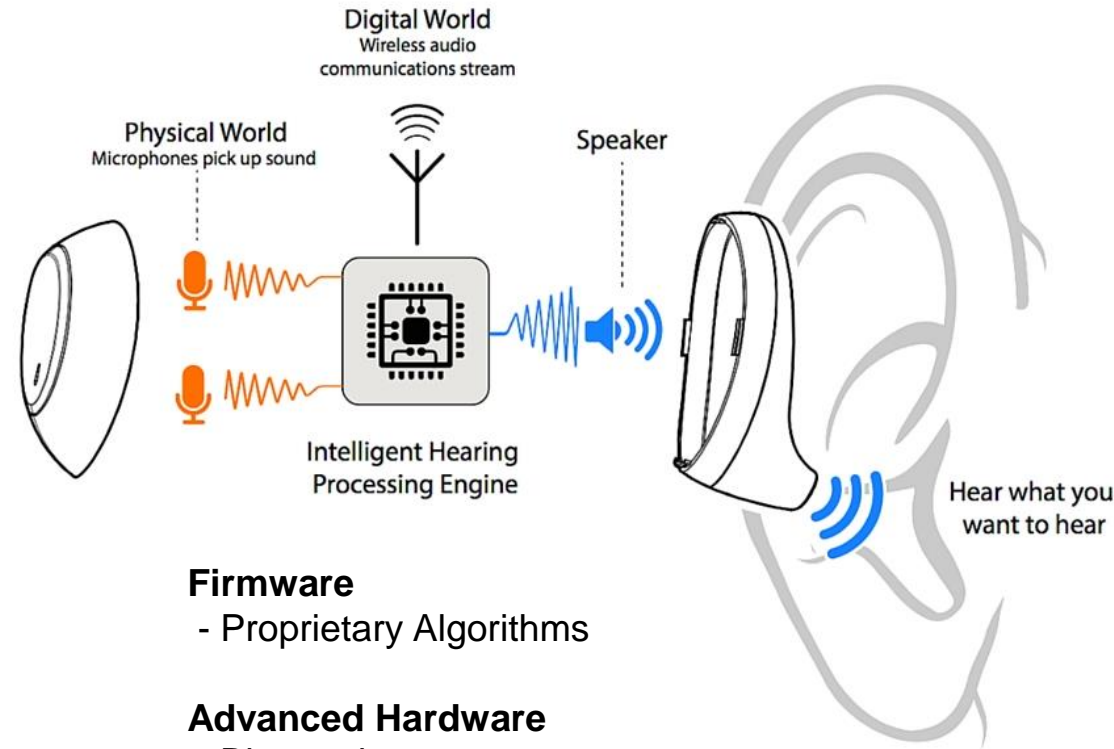 Digital World
Wireless audio
communications stream
Physical World
Microphones pick up sound
Speaker
Intelligent Hearing
Processing Engine
Hear what you
want to hear
Firmware
- Proprietary Algorithms
Advanced Hardware